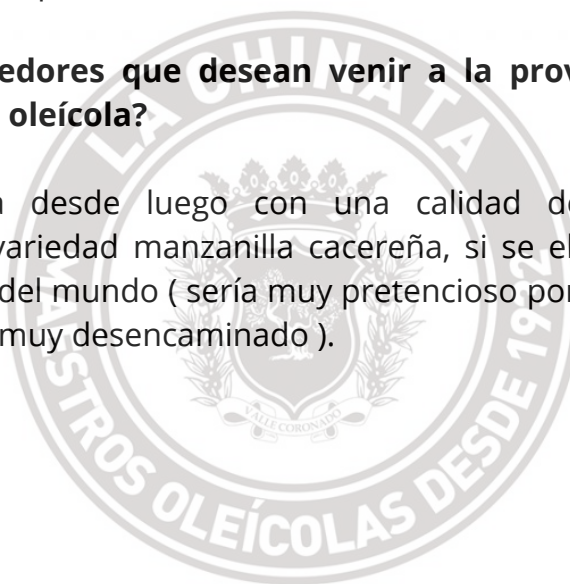 edores que desean venir a la prov
oleícola?
desde luego con una calidad d
variedad manzanilla cacereña, si se el
del mundo ( sería muy pretencioso por
muy desencaminado ).
LA CHINATA
MAESTROS OLEÍCOLAS DESDE 1932
VALLE CORONADO